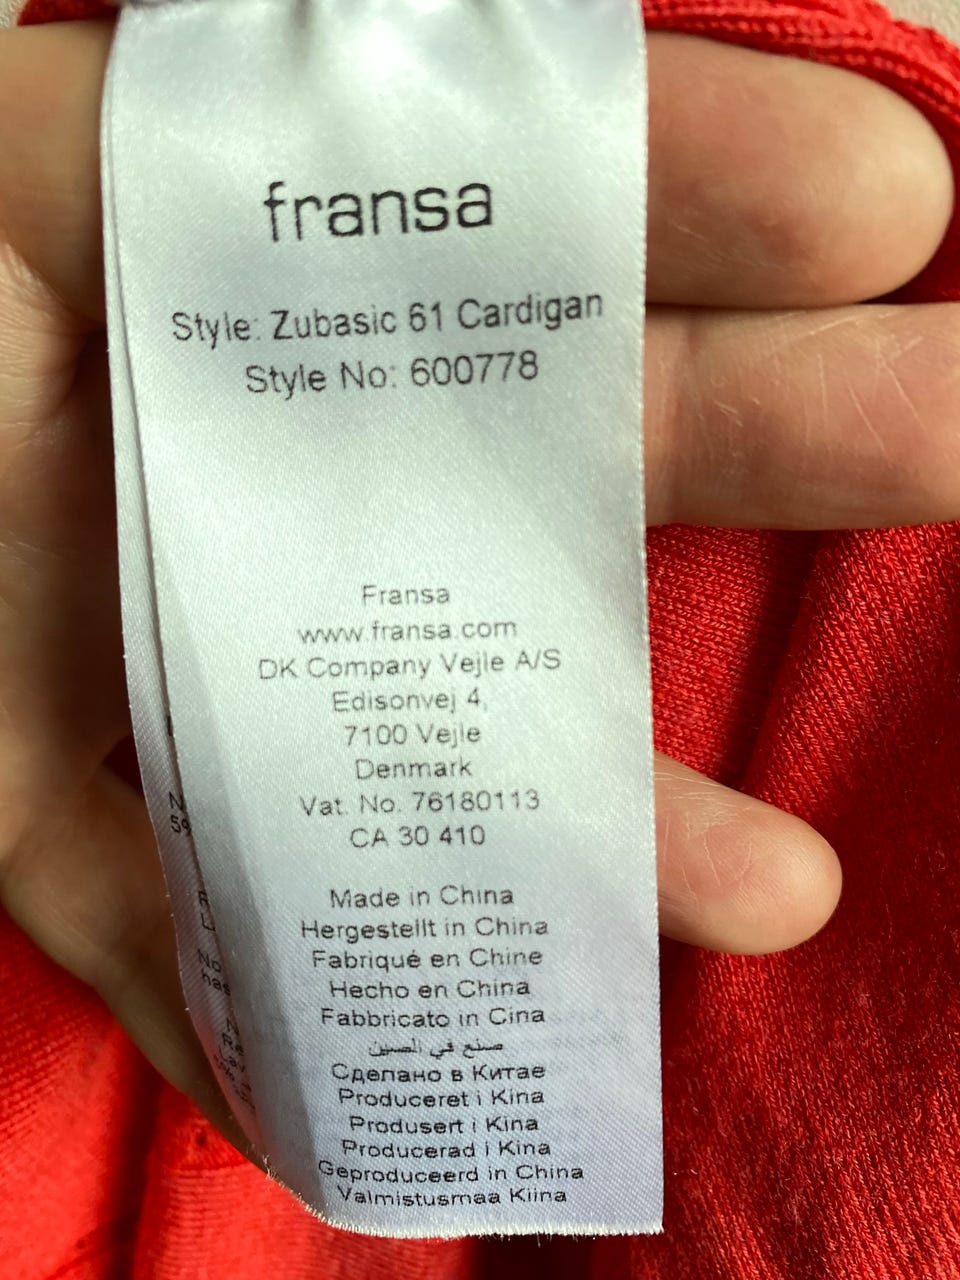 fransa
Style: Zubasic 61 Cardigan
Style No: 600778
Fransa
www.fransa.com
DK Company Vejle A/S
Edisonvej 4,
7100 Vejle
Denmark
Vat. No. 76180113
CA 30 410
Made in China
Hergestellt in China
Fabriqué en Chine
Hecho en China
Fabbricato in Cina
صنع في الصين
Сделано в Китае
Produceret i Kina
Produsert i Kina
Producerad i Kina
Geproduceerd in China
Valmistusmaa Kiina